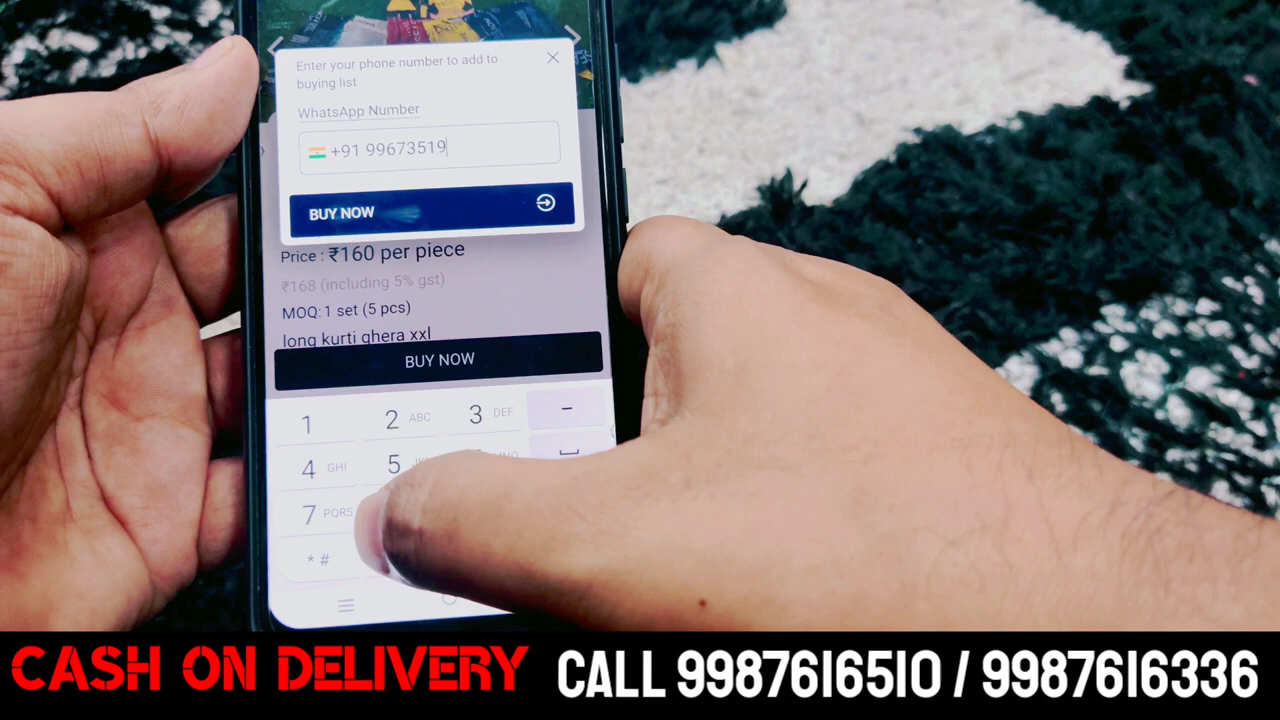 Enter your phone number to add to
buying list
WhatsApp Number
+91 99673519
BUY NOW
Price : ₹160 per piece
₹168 (including 5% gst)
MOQ: 1 set (5 pcs)
long kurti ghera xxl
BUY NOW
1 2 ABC 3 DEF -
4 GHI 5
7 PQRS
* #
CASH ON DELIVERY CALL 9987616510 / 9987616336